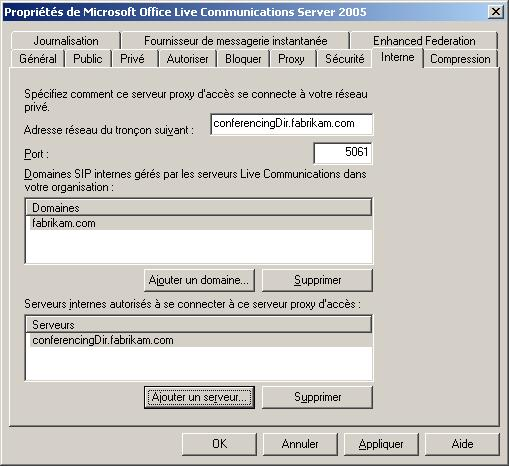 Propriétés de Microsoft Office Live Communications Server 2005
Journalisation Fournisseur de messagerie instantanée Enhanced Federation
Général Public Privé Autoriser Bloquer Proxy Sécurité Interne Compression
Spécifiez comment ce serveur proxy d'accès se connecte à votre réseau
privé.
Adresse réseau du tronçon suivant : conferencingDir.fabrikam.com
Port : 5061
Domaines SIP internes gérés par les serveurs Live Communications dans
votre organisation :
Domaines
fabrikam.com
Ajouter un domaine... Supprimer
Serveurs internes autorisés à se connecter à ce serveur proxy d'accès :
Serveurs
conferencingDir.fabrikam.com
Ajouter un serveur... Supprimer
OK Annuler Appliquer Aide